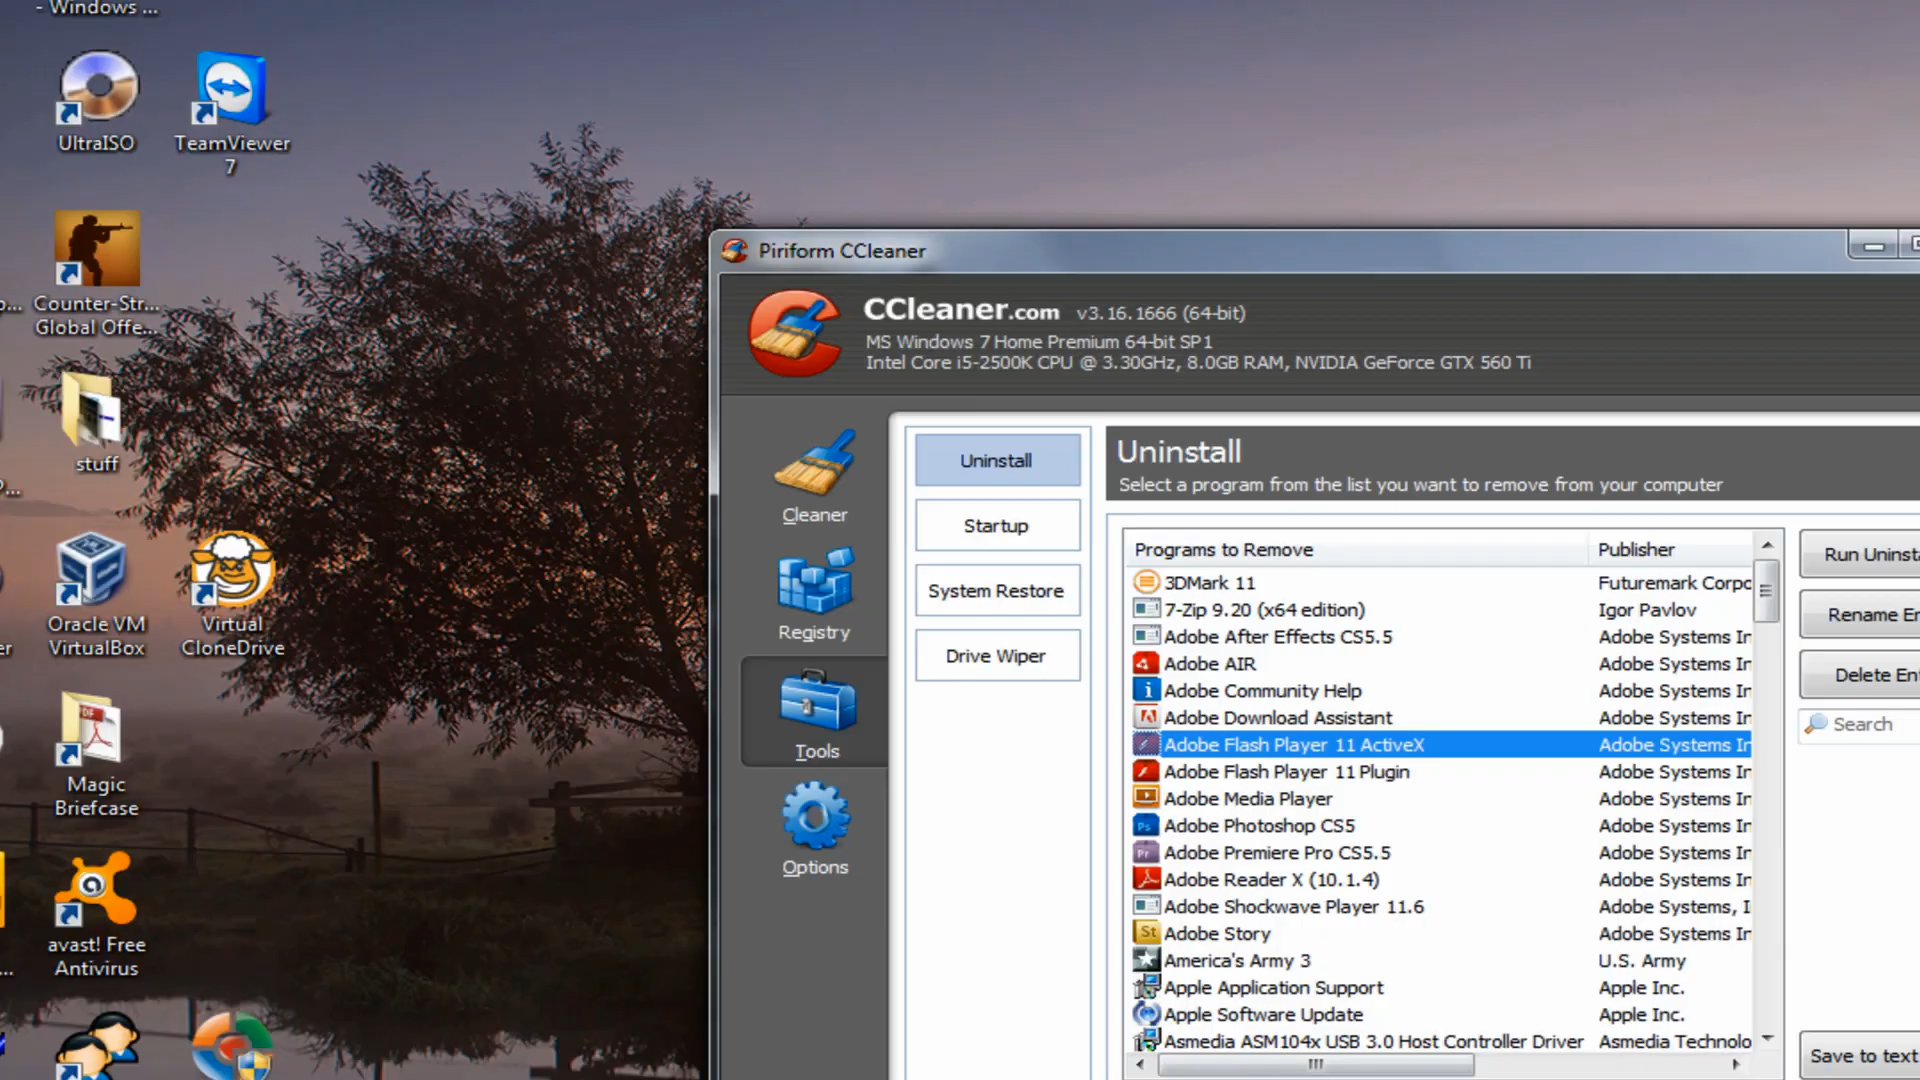 - Windows ...
UltraISO
TeamViewer
7
Counter-Str...
Global Offe...
stuff
Oracle VM
VirtualBox
Virtual
CloneDrive
Magic
Briefcase
avast! Free
Antivirus
Piriform CCleaner
CCleaner.com v3.16.1666 (64-bit)
MS Windows 7 Home Premium 64-bit SP1
Intel Core i5-2500K CPU @ 3.30GHz, 8.0GB RAM, NVIDIA GeForce GTX 560 Ti
Cleaner
Registry
Tools
Options
Uninstall
Startup
System Restore
Drive Wiper
Uninstall
Select a program from the list you want to remove from your computer
Programs to Remove Publisher
3DMark 11 Futuremark Corpo
7-Zip 9.20 (x64 edition) Igor Pavlov
Adobe After Effects CS5.5 Adobe Systems In
Adobe AIR Adobe Systems In
Adobe Community Help Adobe Systems In
Adobe Download Assistant Adobe Systems In
Adobe Flash Player 11 ActiveX Adobe Systems In
Adobe Flash Player 11 Plugin Adobe Systems In
Adobe Media Player Adobe Systems In
Adobe Photoshop CS5 Adobe Systems In
Adobe Premiere Pro CS5.5 Adobe Systems In
Adobe Reader X (10.1.4) Adobe Systems In
Adobe Shockwave Player 11.6 Adobe Systems, I
Adobe Story Adobe Systems In
America's Army 3 U.S. Army
Apple Application Support Apple Inc.
Apple Software Update Apple Inc.
Asmedia ASM104x USB 3.0 Host Controller Driver Asmedia Technolo
Run Uninsta
Rename En
Delete Ent
Search
Save to text